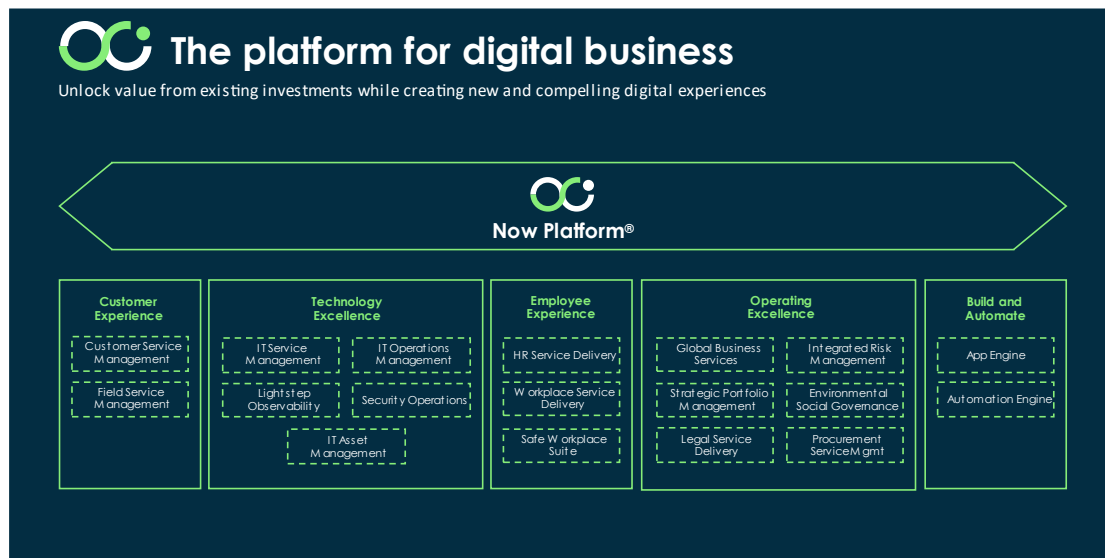 The platform for digital business
Unlock value from existing investments while creating new and compelling digital experiences
Now Platform®
Customer
Experience
Customer Service
Management
Field Service
Management
Technology
Excellence
IT Service
Management
IT Operations
Management
Lightstep
Observability
Security Operations
IT Asset
Management
Employee
Experience
HR Service Delivery
Workplace Service
Delivery
Safe Workplace
Suite
Operating
Excellence
Global Business
Services
Integrated Risk
Management
Strategic Portfolio
Management
Environmental
Social Governance
Legal Service
Delivery
Procurement
Service Mgmt
Build and
Automate
App Engine
Automation Engine